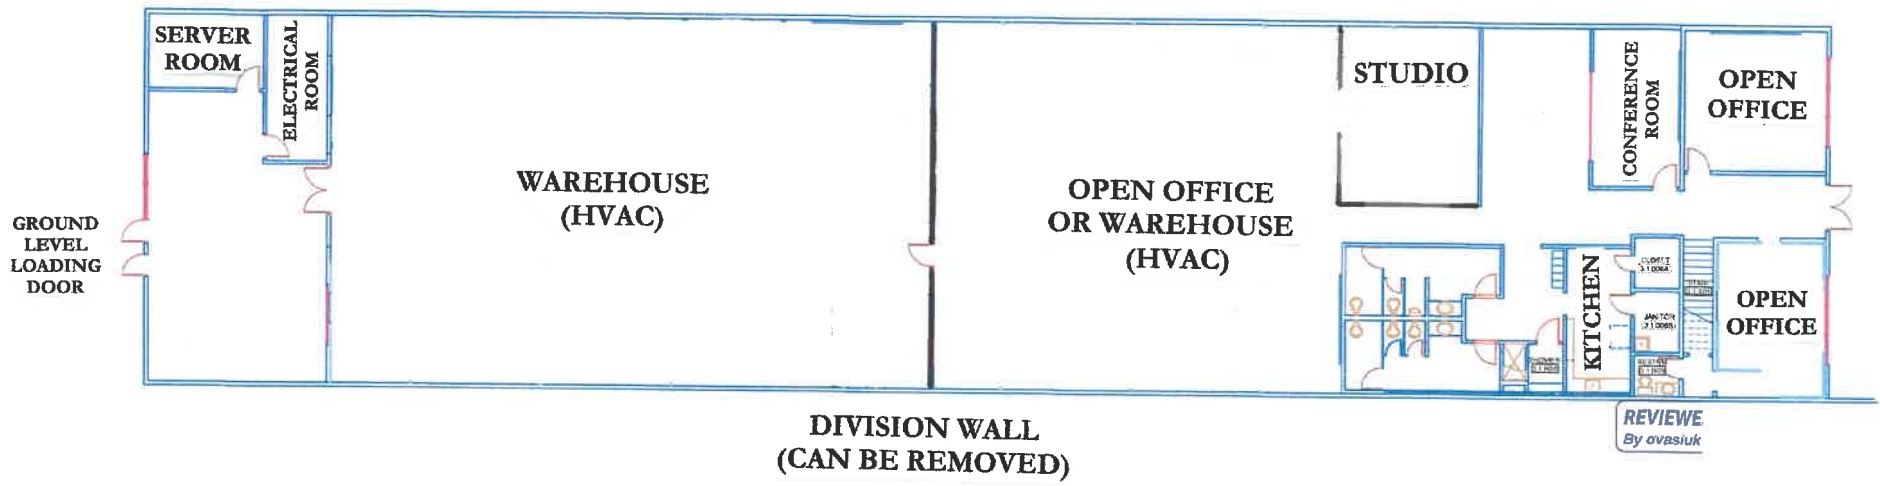 SERVER
ROOM
ELECTRICAL
ROOM
WAREHOUSE
(HVAC)
GROUND
LEVEL
LOADING
DOOR
OPEN OFFICE
OR WAREHOUSE
(HVAC)
STUDIO
CONFERENCE
ROOM
OPEN
OFFICE
KITCHEN
CLOSET
JANITOR
OPEN
OFFICE
DIVISION WALL
(CAN BE REMOVED)
REVIEWE
By ovasiuk